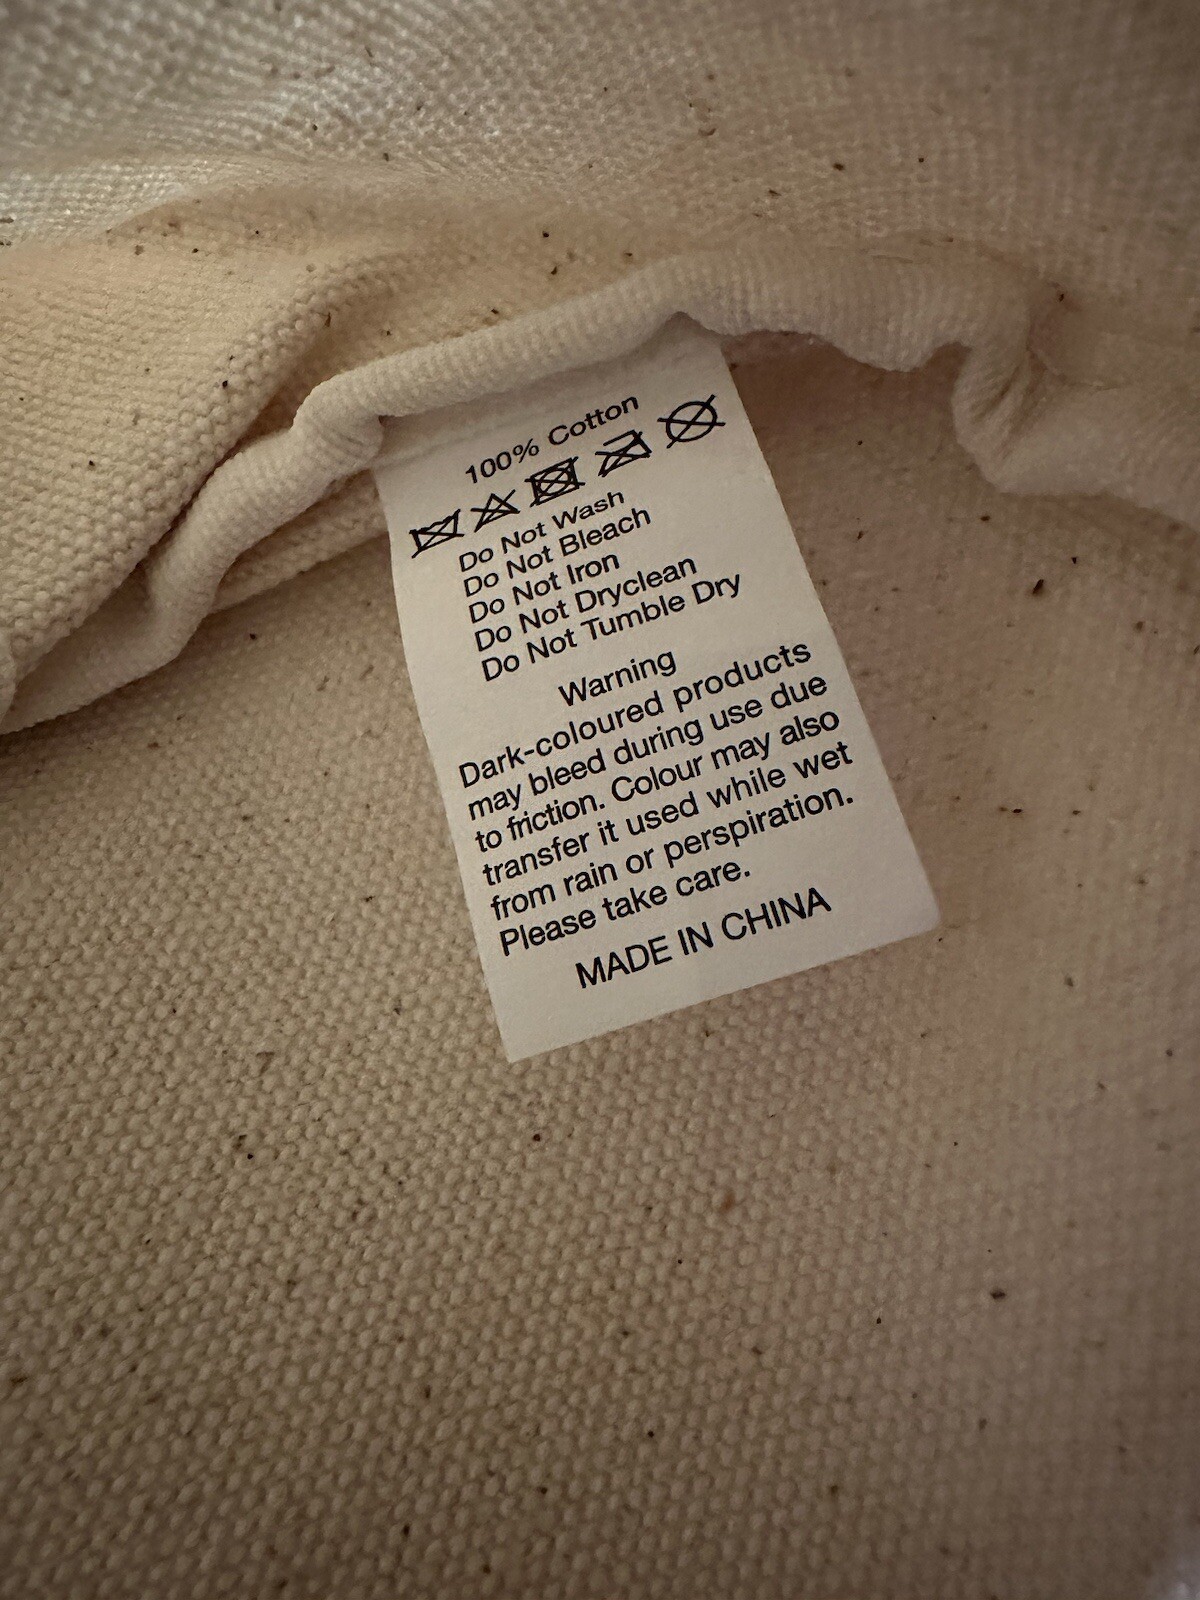 100% Cotton
Do Not Wash
Do Not Bleach
Do Not Iron
Do Not Dryclean
Do Not Tumble Dry
Warning
Dark-coloured products
may bleed during use due
to friction. Colour may also
transfer it used while wet
from rain or perspiration.
Please take care.
MADE IN CHINA